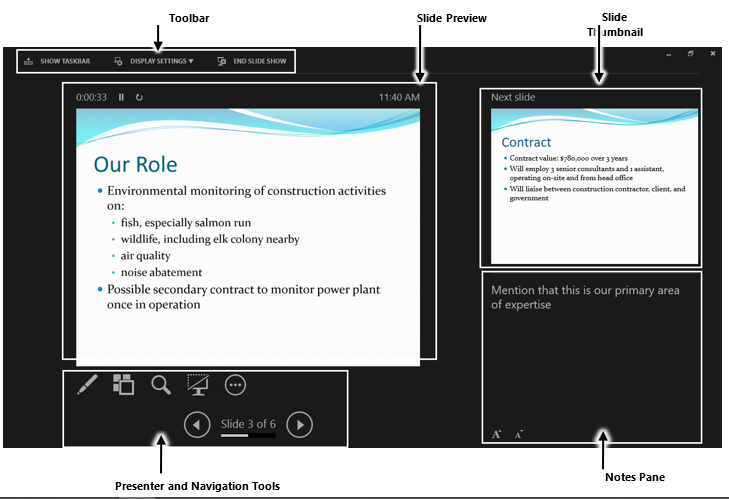 Toolbar
Slide Preview
Slide
Thumbnail
SHOW TASKBAR
DISPLAY SETTINGS ▼
END SLIDE SHOW
0:00:33
11:40 AM
Our Role
• Environmental monitoring of construction activities
on:
• fish, especially salmon run
• wildlife, including elk colony nearby
• air quality
• noise abatement
• Possible secondary contract to monitor power plant
once in operation
Next slide
Contract
• Contract value: $780,000 over 3 years
• Will employ 3 senior consultants and 1 assistant,
operating on-site and from head office
• Will liaise between construction contractor, client, and
government
Mention that this is our primary area
of expertise
Slide 3 of 6
A A
Presenter and Navigation Tools
Notes Pane